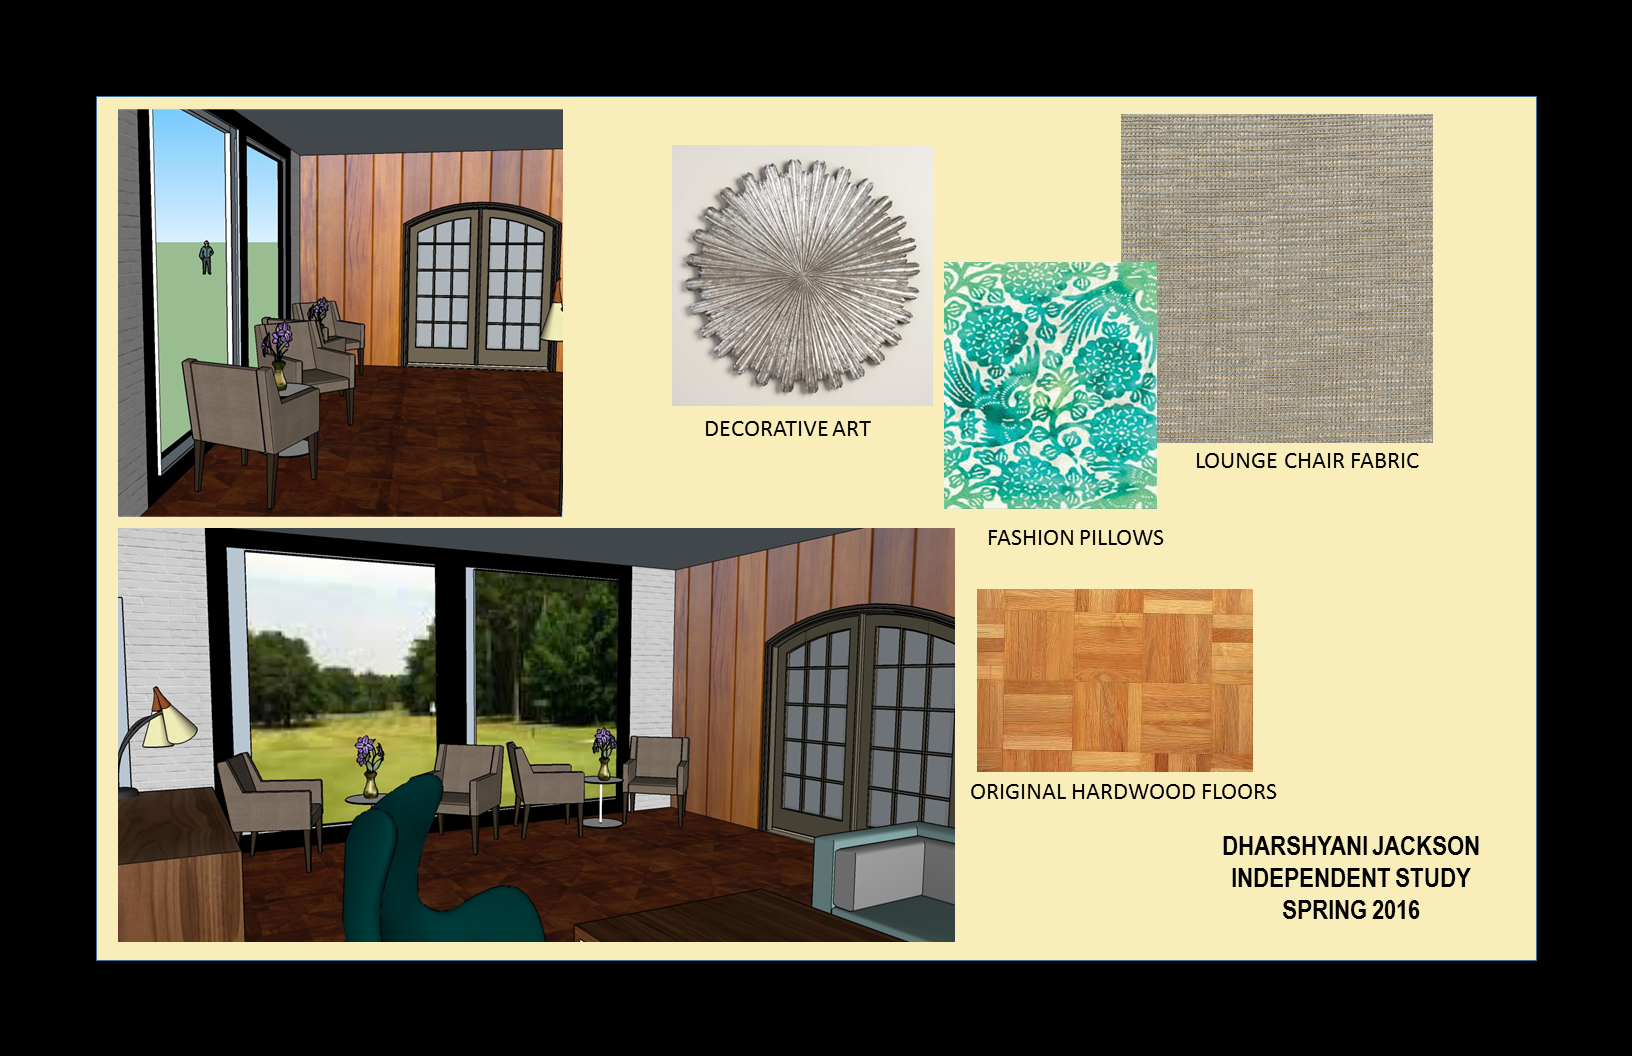 DECORATIVE ART
LOUNGE CHAIR FABRIC
FASHION PILLOWS
ORIGINAL HARDWOOD FLOORS
DHARSHYANI JACKSON
INDEPENDENT STUDY
SPRING 2016